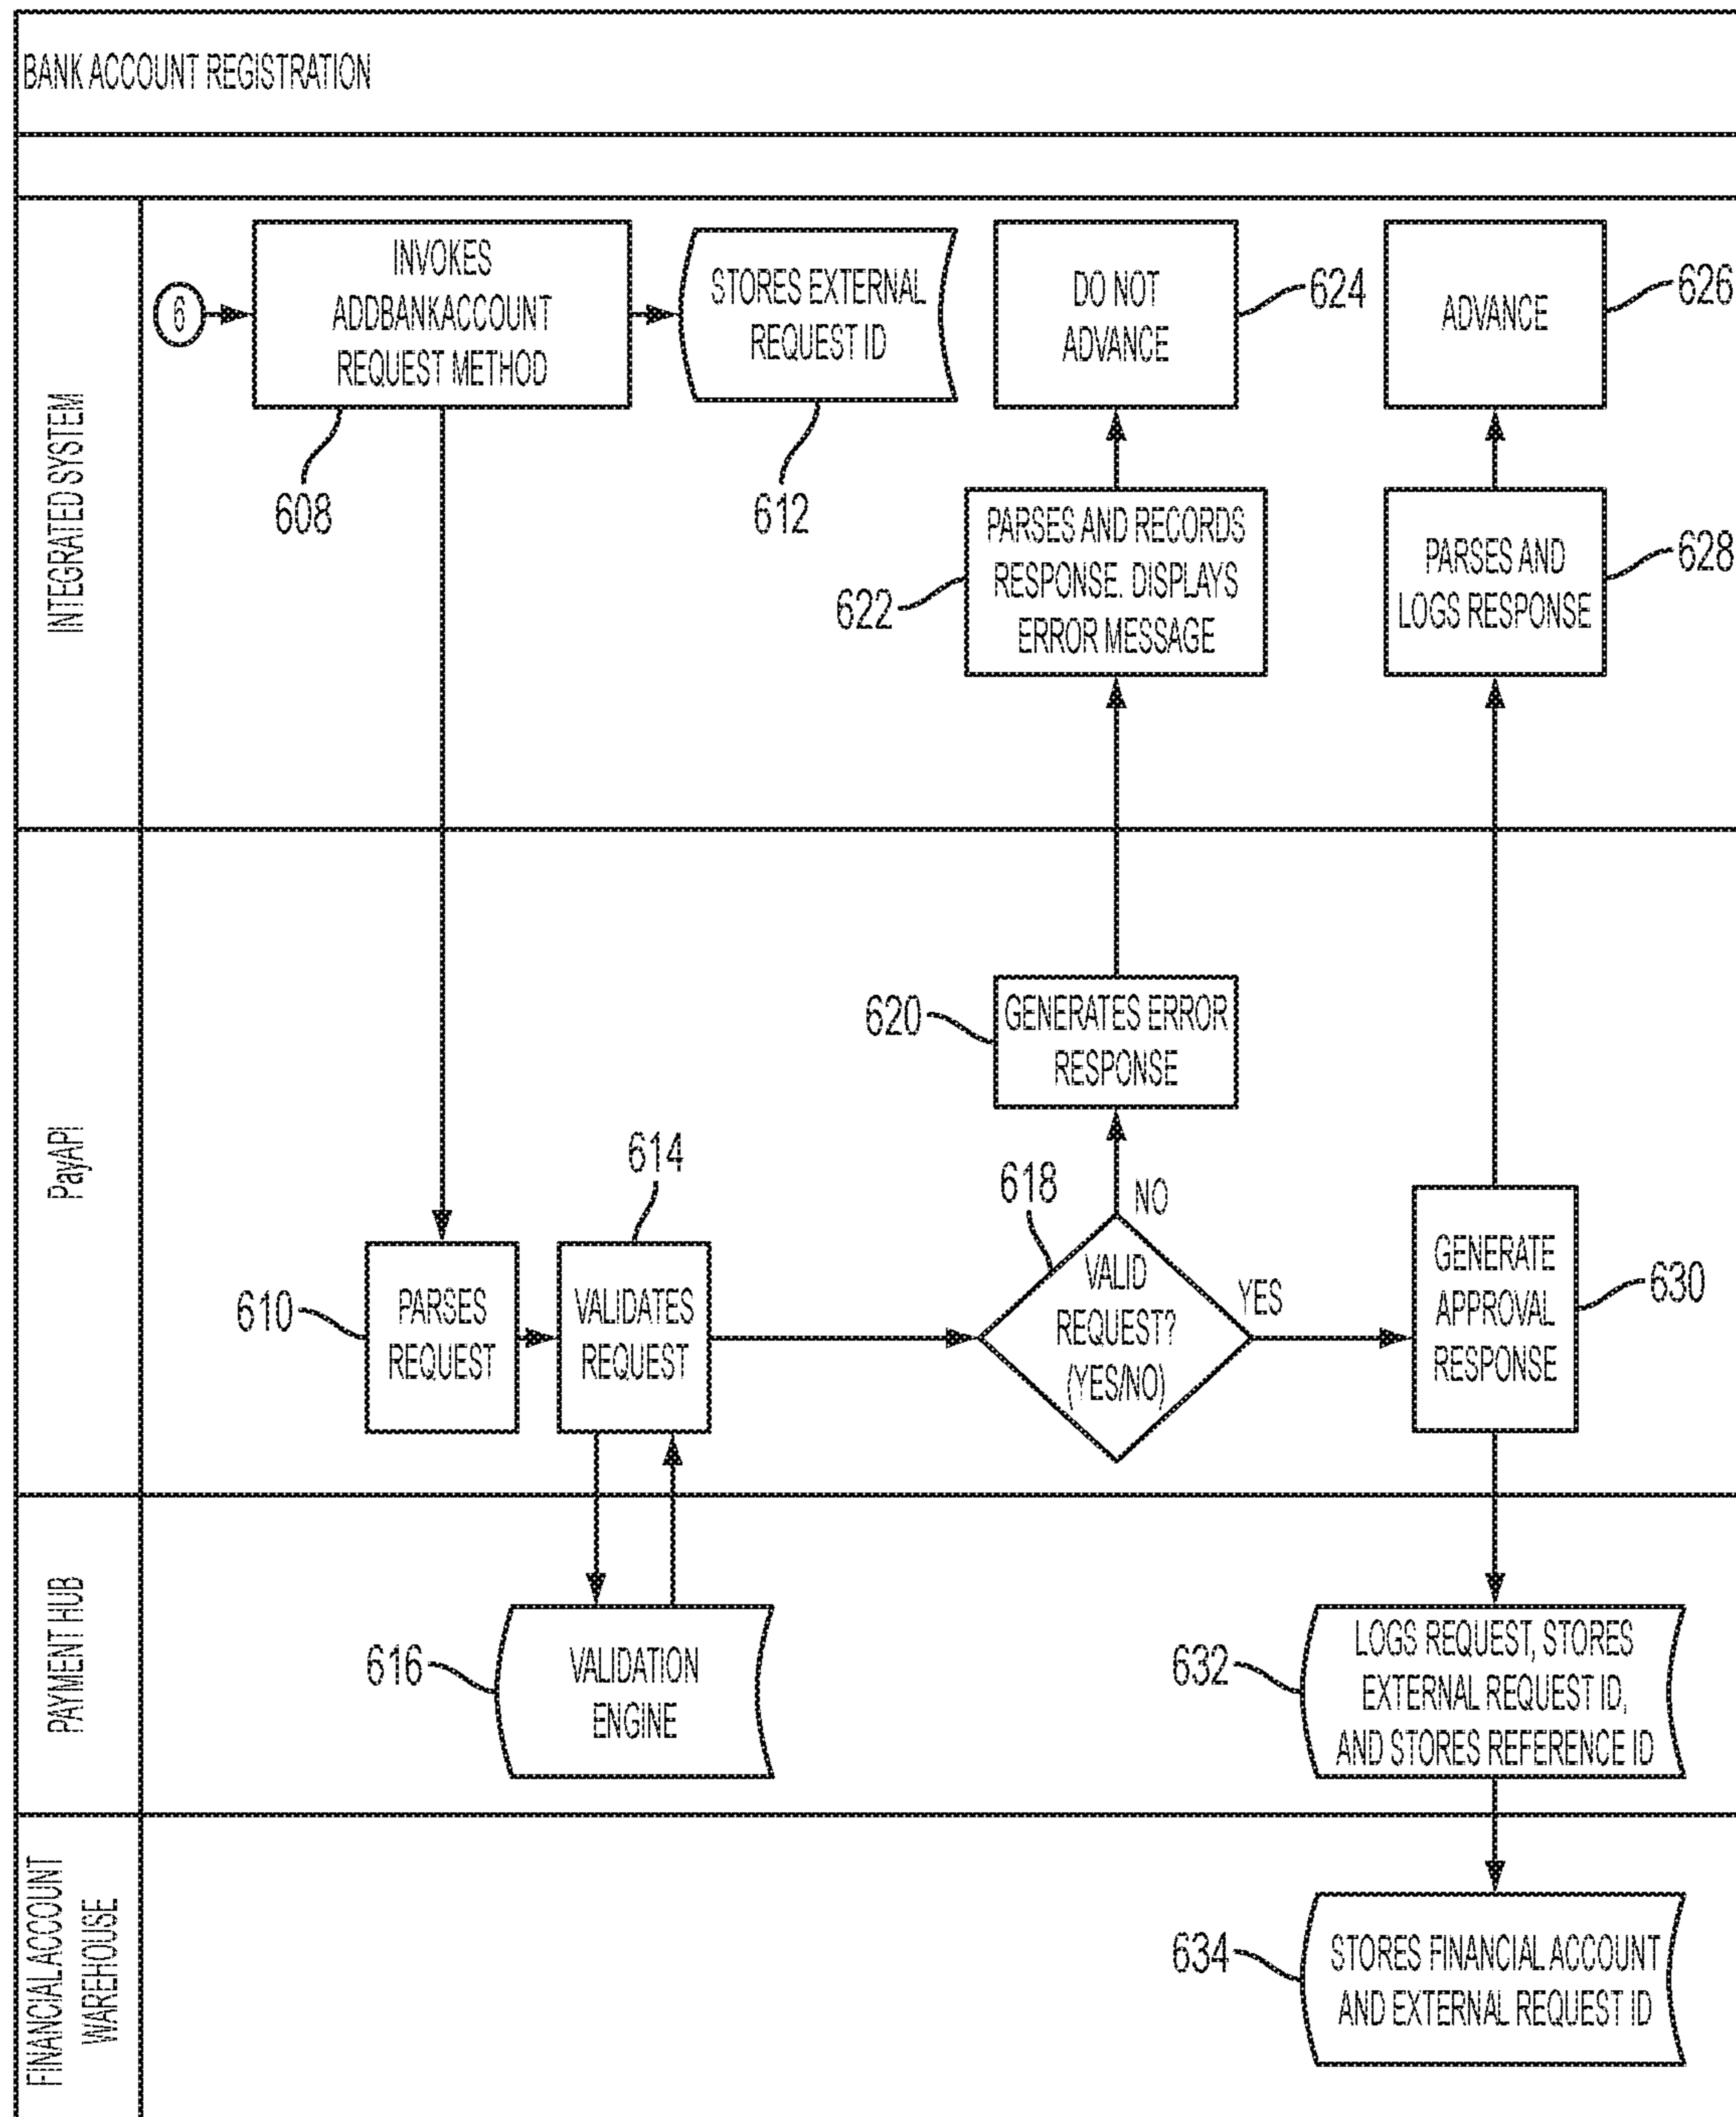 BANK ACCOUNT REGISTRATION
INTEGRATED SYSTEM
6
INVOKES
ADDBANKACCOUNT
REQUEST METHOD
608
STORES EXTERNAL
REQUEST ID
612
DO NOT
ADVANCE
624
ADVANCE
626
PARSES AND RECORDS
RESPONSE. DISPLAYS
ERROR MESSAGE
622
PARSES AND
LOGS RESPONSE
628
PayAPI
620
GENERATES ERROR
RESPONSE
614
618
NO
610
PARSES
REQUEST
VALIDATES
REQUEST
VALID
REQUEST?
(YES/NO)
YES
GENERATE
APPROVAL
RESPONSE
630
PAYMENT HUB
616
VALIDATION
ENGINE
632
LOGS REQUEST, STORES
EXTERNAL REQUEST ID,
AND STORES REFERENCE ID
FINANCIAL ACCOUNT
WAREHOUSE
634
STORES FINANCIAL ACCOUNT
AND EXTERNAL REQUEST ID